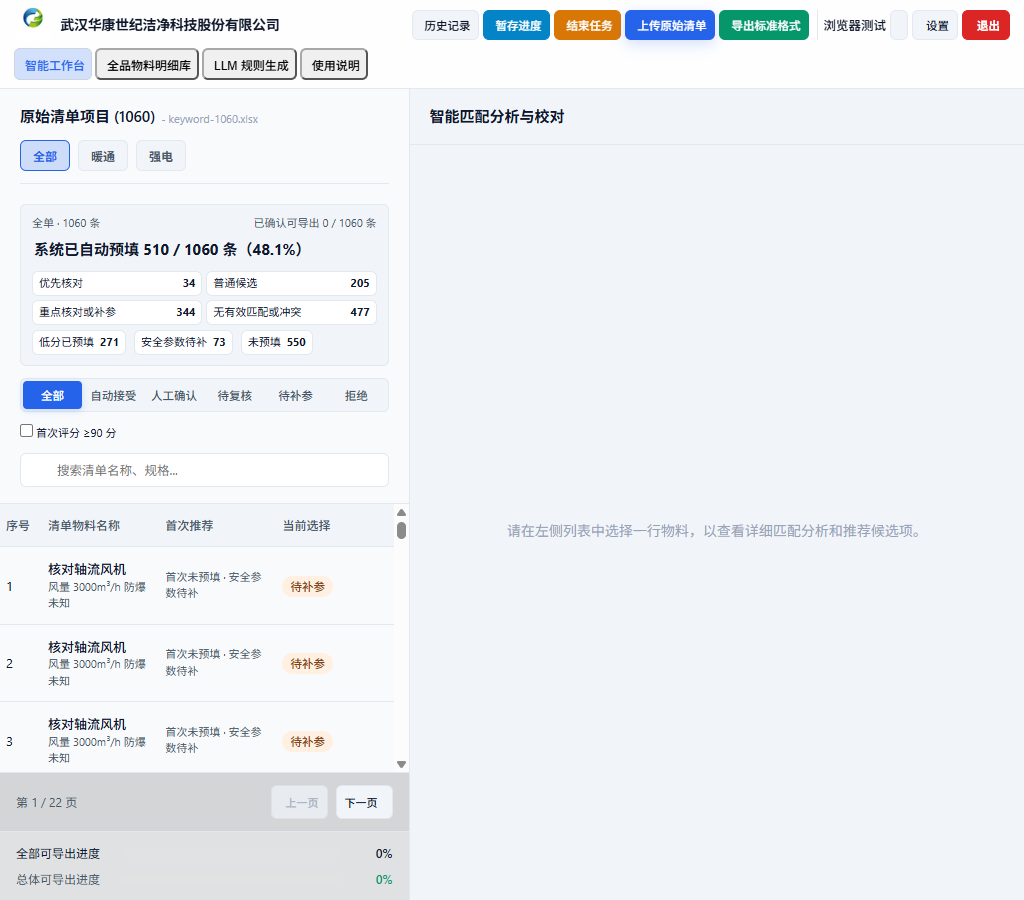 武汉华康世纪洁净科技股份有限公司
历史记录 暂存进度 结束任务 上传原始清单 导出标准格式 浏览器测试 设置 退出
智能工作台 全品物料明细库 LLM 规则生成 使用说明
原始清单项目 (1060) - keyword-1060.xlsx
全部 暖通 强电
全单 · 1060 条 已确认可导出 0 / 1060 条
系统已自动预填 510 / 1060 条（48.1%）
优先核对 34 普通候选 205
重点核对或补参 344 无有效匹配或冲突 477
低分已预填 271 安全参数待补 73 未预填 550
全部 自动接受 人工确认 待复核 待补参 拒绝
首次评分 ≥90 分
搜索清单名称、规格...
序号 清单物料名称 首次推荐 当前选择
1 核对轴流风机
风量 3000m³/h 防爆
未知
首次未预填 · 安全参
数待补
待补参
2 核对轴流风机
风量 3000m³/h 防爆
未知
首次未预填 · 安全参
数待补
待补参
3 核对轴流风机
风量 3000m³/h 防爆
未知
首次未预填 · 安全参
数待补
待补参
第 1 / 22 页 上一页 下一页
全部可导出进度 0%
总体可导出进度 0%
智能匹配分析与校对
请在左侧列表中选择一行物料，以查看详细匹配分析和推荐候选项。